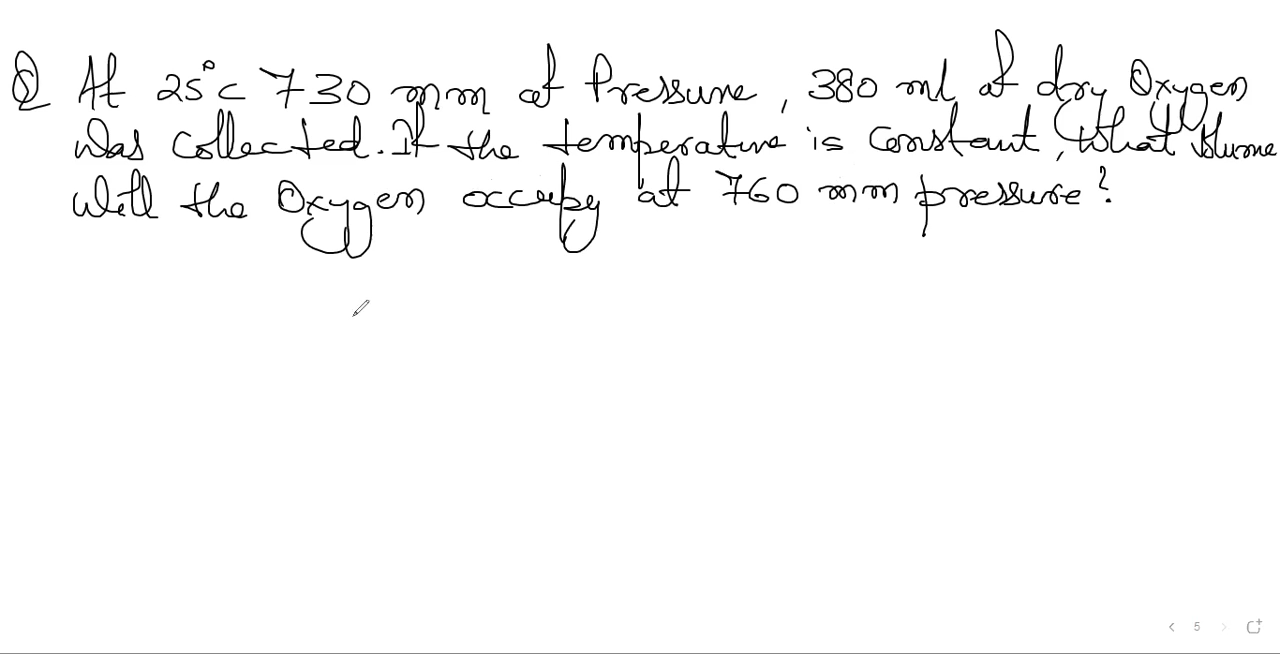 Q At 25°C 730 mm of Pressure, 380 ml of dry Oxygen
was collected. If the temperature is constant, what volume
will the Oxygen occupy at 760 mm pressure?
5